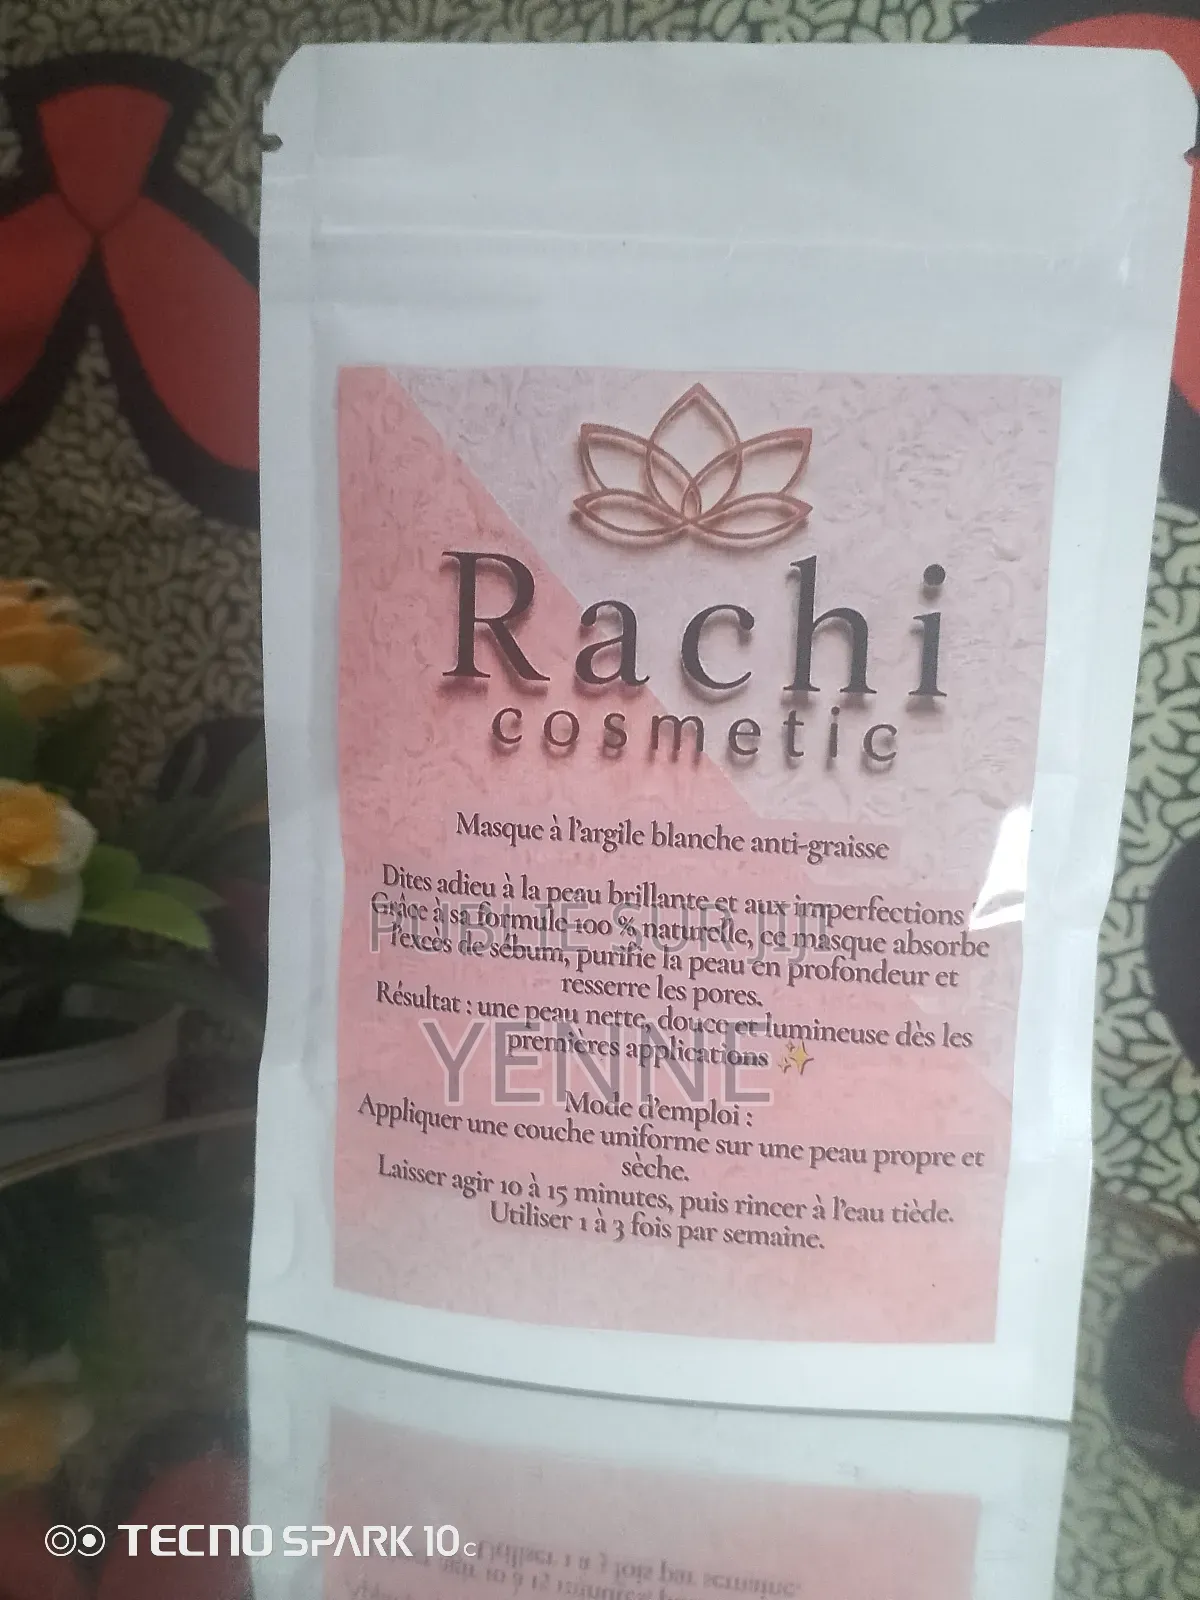 Rachi
cosmetic
Masque à l'argile blanche anti-graisse
Dites adieu à la peau brillante et aux imperfections
Grâce à sa formule 100 % naturelle, ce masque absorbe
l'excès de sébum, purifie la peau en profondeur et
resserre les pores.
Résultat : une peau nette, douce et lumineuse dès les
premières applications ✨
Mode d'emploi :
Appliquer une couche uniforme sur une peau propre et
sèche.
Laisser agir 10 à 15 minutes, puis rincer à l'eau tiède.
Utiliser 1 à 3 fois par semaine.
PUBLIÉ SUR JIJI
YENNE
TECNO SPARK 10C